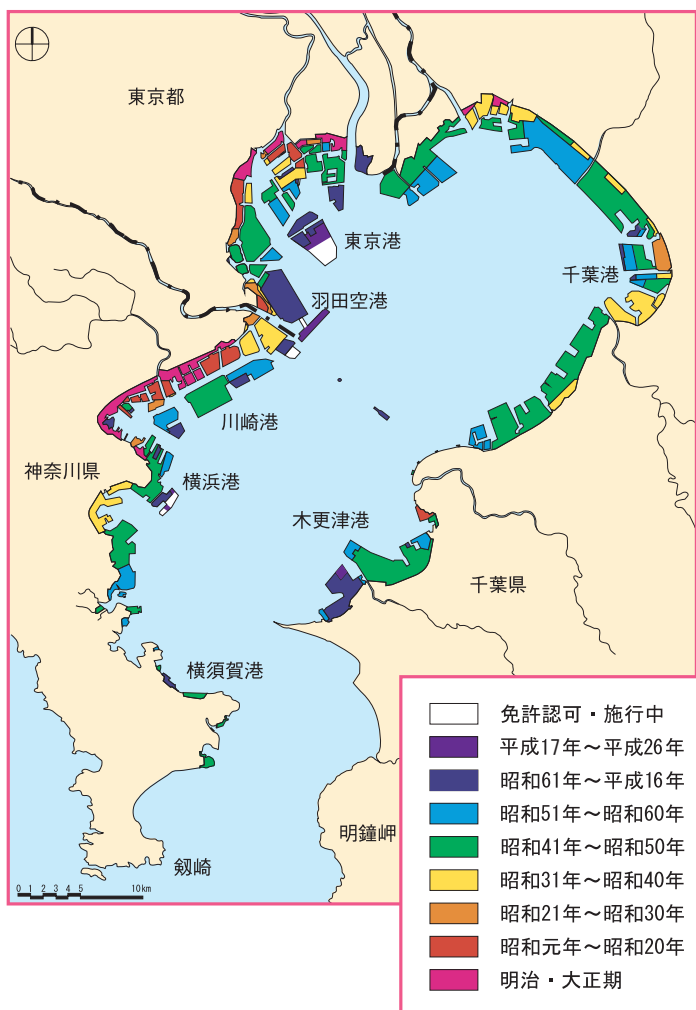 東京都
東京港
千葉港
羽田空港
川崎港
神奈川県
横浜港
木更津港
千葉県
横須賀港
明鐘岬
剱崎
0 1 2 3 4 5 10km
免許認可・施行中
平成17年～平成26年
昭和61年～平成16年
昭和51年～昭和60年
昭和41年～昭和50年
昭和31年～昭和40年
昭和21年～昭和30年
昭和元年～昭和20年
明治・大正期